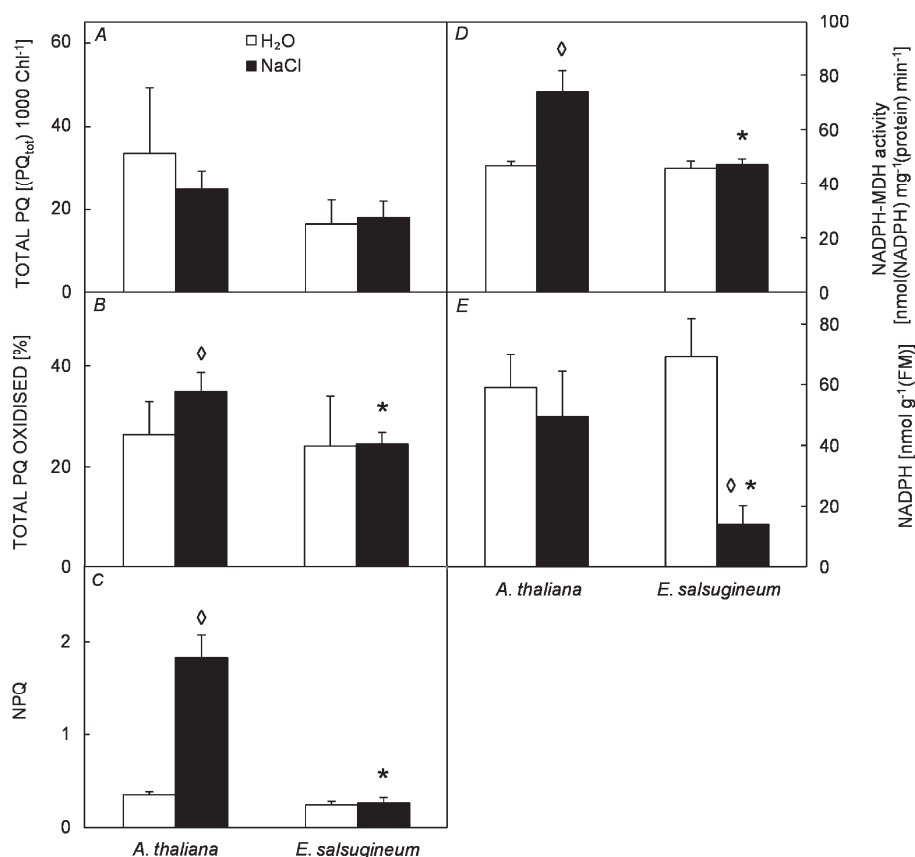 A
H₂O
NaCl
TOTAL PQ [(PQtot) 1000 Chl⁻¹]
60
40
20
0
B
TOTAL PQ OXIDISED [%]
40
20
0
C
NPQ
2
1
0
A. thaliana
E. salsugineum
D
100
80
60
40
20
0
NADPH-MDH activity
[nmol(NADPH) mg⁻¹(protein) min⁻¹]
E
80
60
40
20
0
NADPH [nmol g⁻¹(FM)]
A. thaliana
E. salsugineum
◊
◊
*
◊
*
◊
*
◊ *